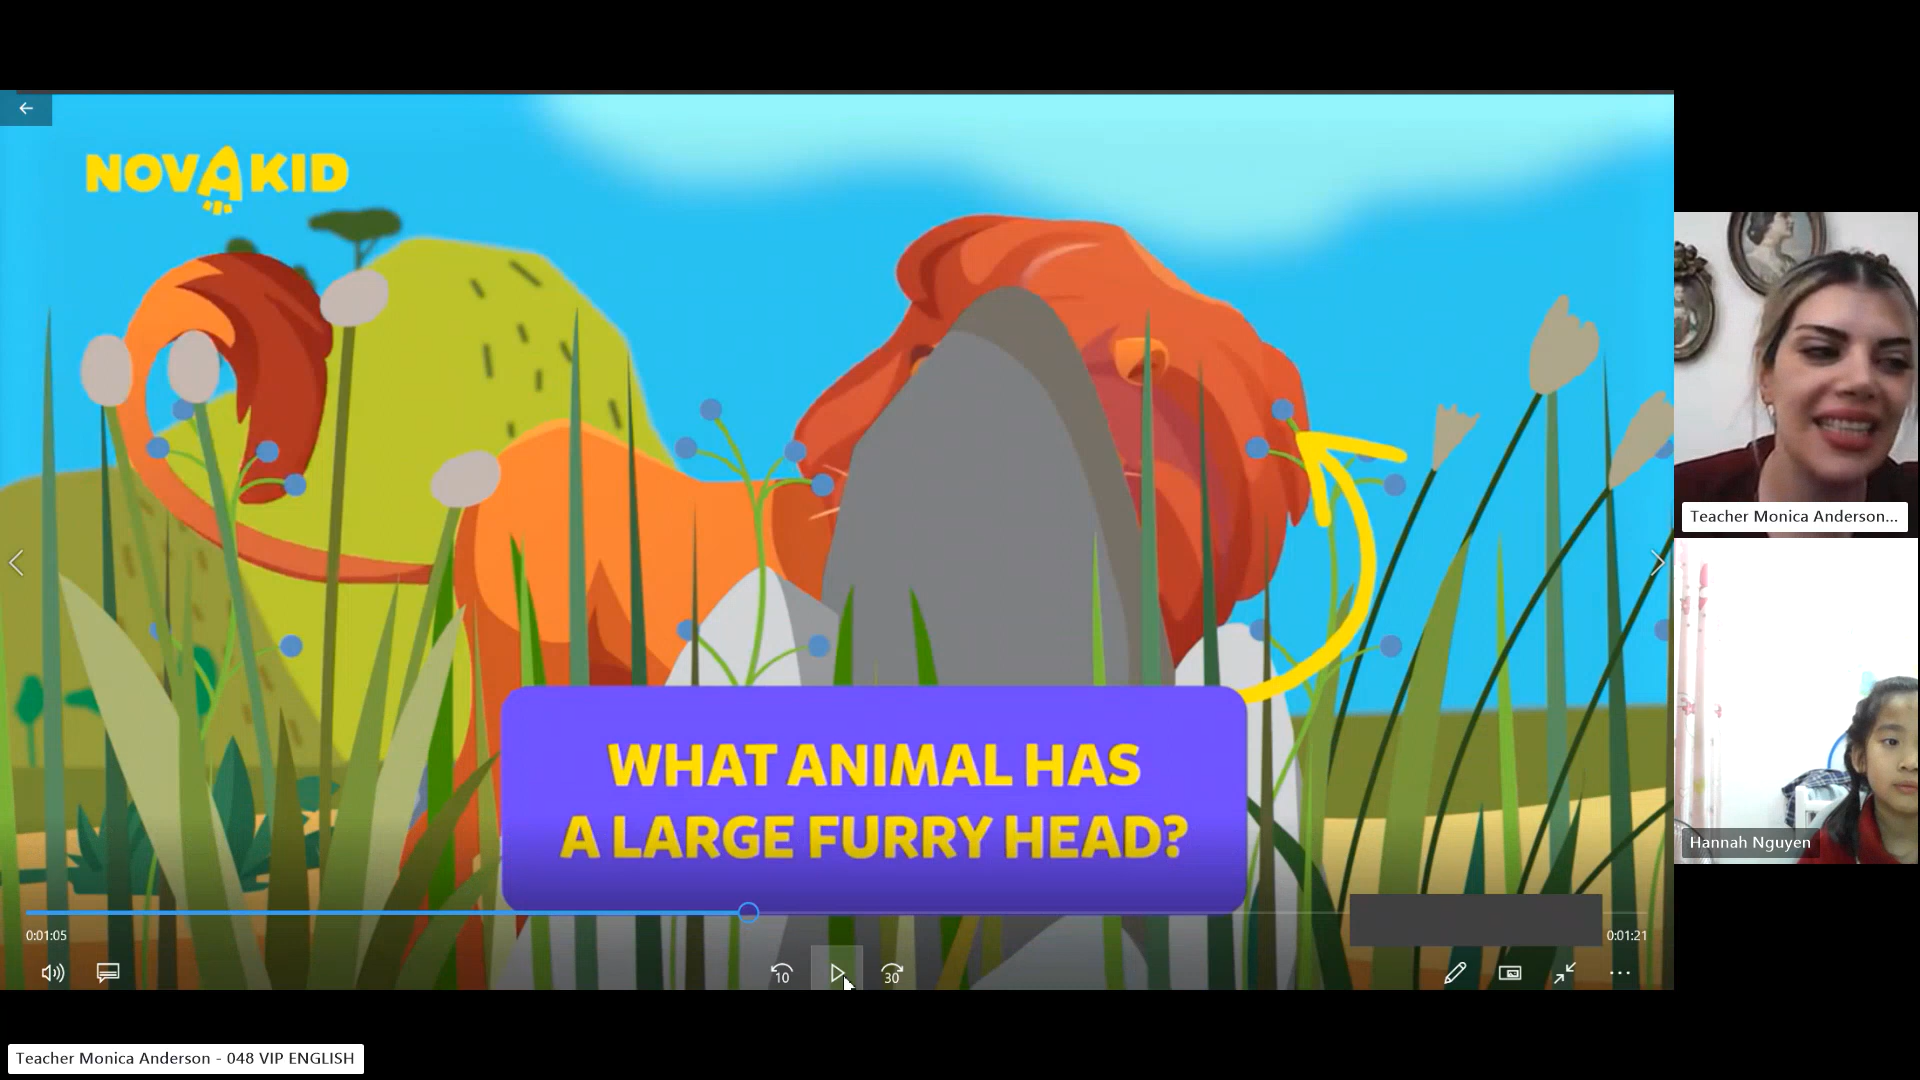 NOVAKID
WHAT ANIMAL HAS
A LARGE FURRY HEAD?
Teacher Monica Anderson...
Hannah Nguyen
0:01:05
0:01:21
10
30
Teacher Monica Anderson - 048 VIP ENGLISH